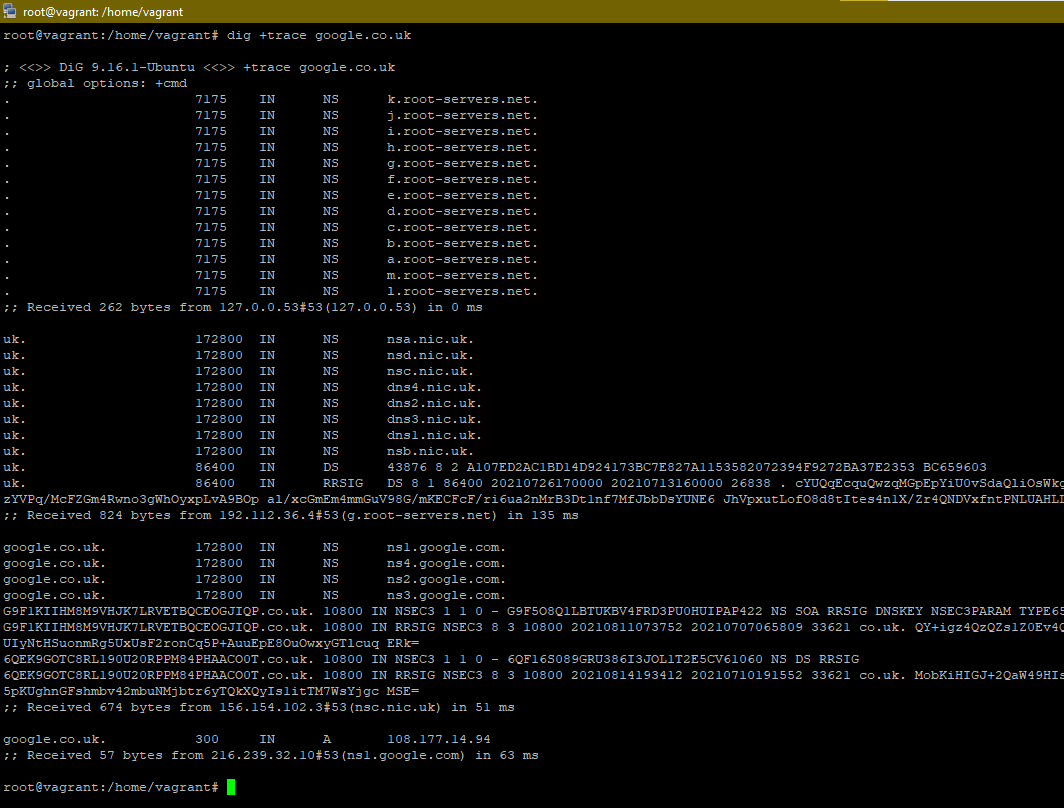 root@vagrant: /home/vagrant
root@vagrant:/home/vagrant# dig +trace google.co.uk
; <<>> DiG 9.16.1-Ubuntu <<>> +trace google.co.uk
;; global options: +cmd
. 7175 IN NS k.root-servers.net.
. 7175 IN NS j.root-servers.net.
. 7175 IN NS i.root-servers.net.
. 7175 IN NS h.root-servers.net.
. 7175 IN NS g.root-servers.net.
. 7175 IN NS f.root-servers.net.
. 7175 IN NS e.root-servers.net.
. 7175 IN NS d.root-servers.net.
. 7175 IN NS c.root-servers.net.
. 7175 IN NS b.root-servers.net.
. 7175 IN NS a.root-servers.net.
. 7175 IN NS m.root-servers.net.
. 7175 IN NS l.root-servers.net.
;; Received 262 bytes from 127.0.0.53#53(127.0.0.53) in 0 ms
uk. 172800 IN NS nsa.nic.uk.
uk. 172800 IN NS nsd.nic.uk.
uk. 172800 IN NS nsc.nic.uk.
uk. 172800 IN NS dns4.nic.uk.
uk. 172800 IN NS dns2.nic.uk.
uk. 172800 IN NS dns3.nic.uk.
uk. 172800 IN NS dns1.nic.uk.
uk. 172800 IN NS nsb.nic.uk.
uk. 86400 IN DS 43876 8 2 A107ED2AC1BD14D924173BC7E827A1153582072394F9272BA37E2353 BC659603
uk. 86400 IN RRSIG DS 8 1 86400 20210726170000 20210713160000 26838 . cYUQqEcquQwzqMGpEpYiU0vSdaQliOsWkg
zYVPq/McFZGm4Rwno3gWhOyxpLvA9BOp al/xcGmEm4mmGuV98G/mKECFcF/ri6ua2nMrB3Dt1nf7MfJbbDsYUNE6 JhVpxutLofO8d8tItes4n1X/Zr4QNDVxfntPNLUAHLI
;; Received 824 bytes from 192.112.36.4#53(g.root-servers.net) in 135 ms
google.co.uk. 172800 IN NS ns1.google.com.
google.co.uk. 172800 IN NS ns4.google.com.
google.co.uk. 172800 IN NS ns2.google.com.
google.co.uk. 172800 IN NS ns3.google.com.
G9F1KIIHM8M9VHJK7LRVETBQCEOGJIQP.co.uk. 10800 IN NSEC3 1 1 0 - G9F5O8Q1LBTUKBV4FRD3PU0HUIPAP422 NS SOA RRSIG DNSKEY NSEC3PARAM TYPE65
G9F1KIIHM8M9VHJK7LRVETBQCEOGJIQP.co.uk. 10800 IN RRSIG NSEC3 8 3 10800 20210811073752 20210707065809 33621 co.uk. QY+igz4QzQZs1Z0Ev4Q
UIyNtHSuonmRg5UxUsF2ronCq5P+AuuEpE8OuOwxyGTlcuq ERk=
6QEK9GOTC8RL190U20RPPM84PHAACO0T.co.uk. 10800 IN NSEC3 1 1 0 - 6QF16S089GRU386I3JOL1T2E5CV61060 NS DS RRSIG
6QEK9GOTC8RL190U20RPPM84PHAACO0T.co.uk. 10800 IN RRSIG NSEC3 8 3 10800 20210814193412 20210710191552 33621 co.uk. MobKiHIGJ+2QaW49HIs
5pKUghnGFshmbv42mbuNMjbtr6yTQkXQyIslitTM7WsYjgc MSE=
;; Received 674 bytes from 156.154.102.3#53(nsc.nic.uk) in 51 ms
google.co.uk. 300 IN A 108.177.14.94
;; Received 57 bytes from 216.239.32.10#53(ns1.google.com) in 63 ms
root@vagrant:/home/vagrant#